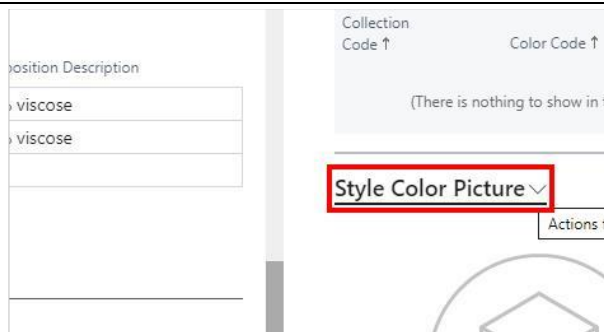 Collection
Code ↑ Color Code ↑
osition Description
(There is nothing to show in
viscose
viscose
Style Color Picture
Actions